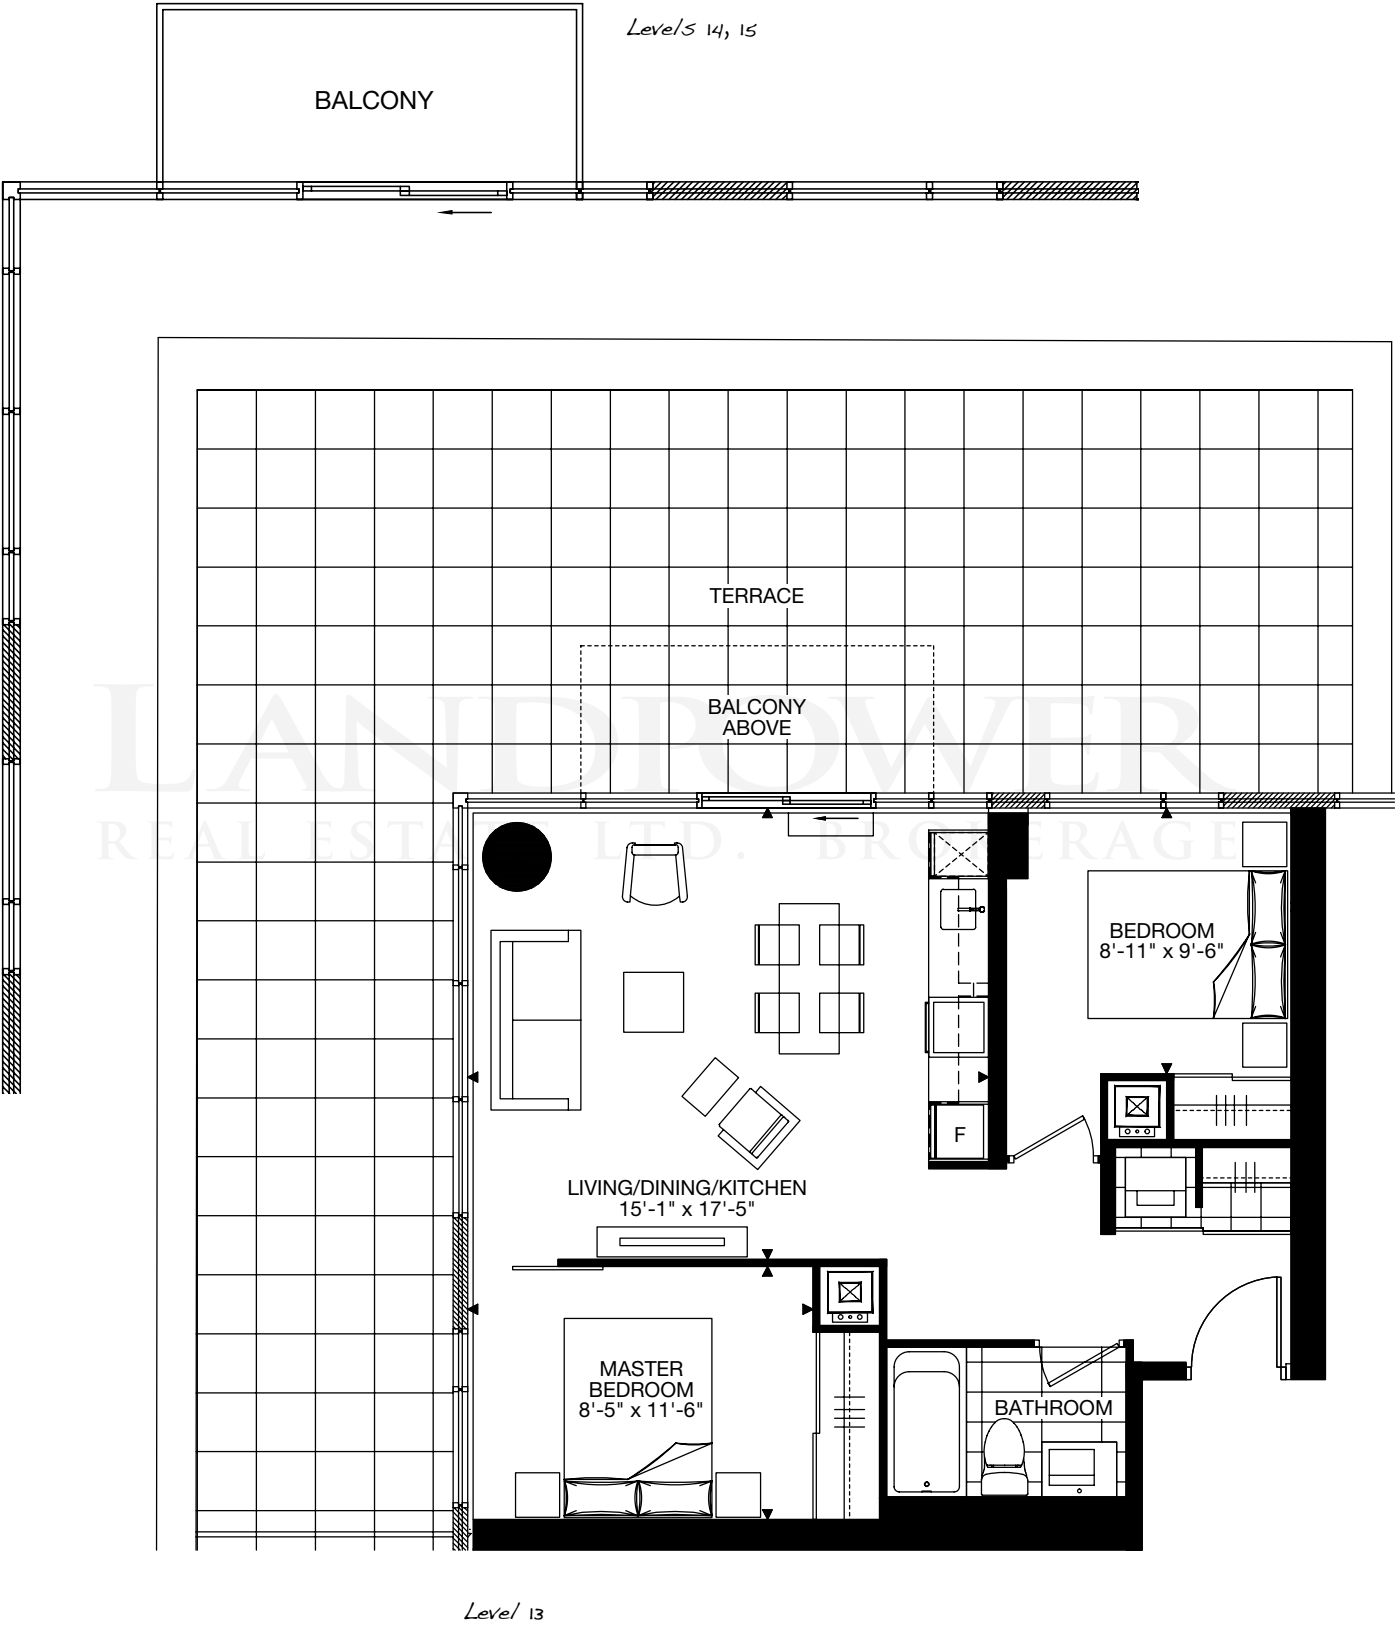 Levels 14, 15
BALCONY
TERRACE
BALCONY
ABOVE
LANDPOWER
REAL ESTATE LTD. BROKERAGE
BEDROOM
8'-11" x 9'-6"
F
LIVING/DINING/KITCHEN
15'-1" x 17'-5"
MASTER
BEDROOM
8'-5" x 11'-6"
BATHROOM
Level 13